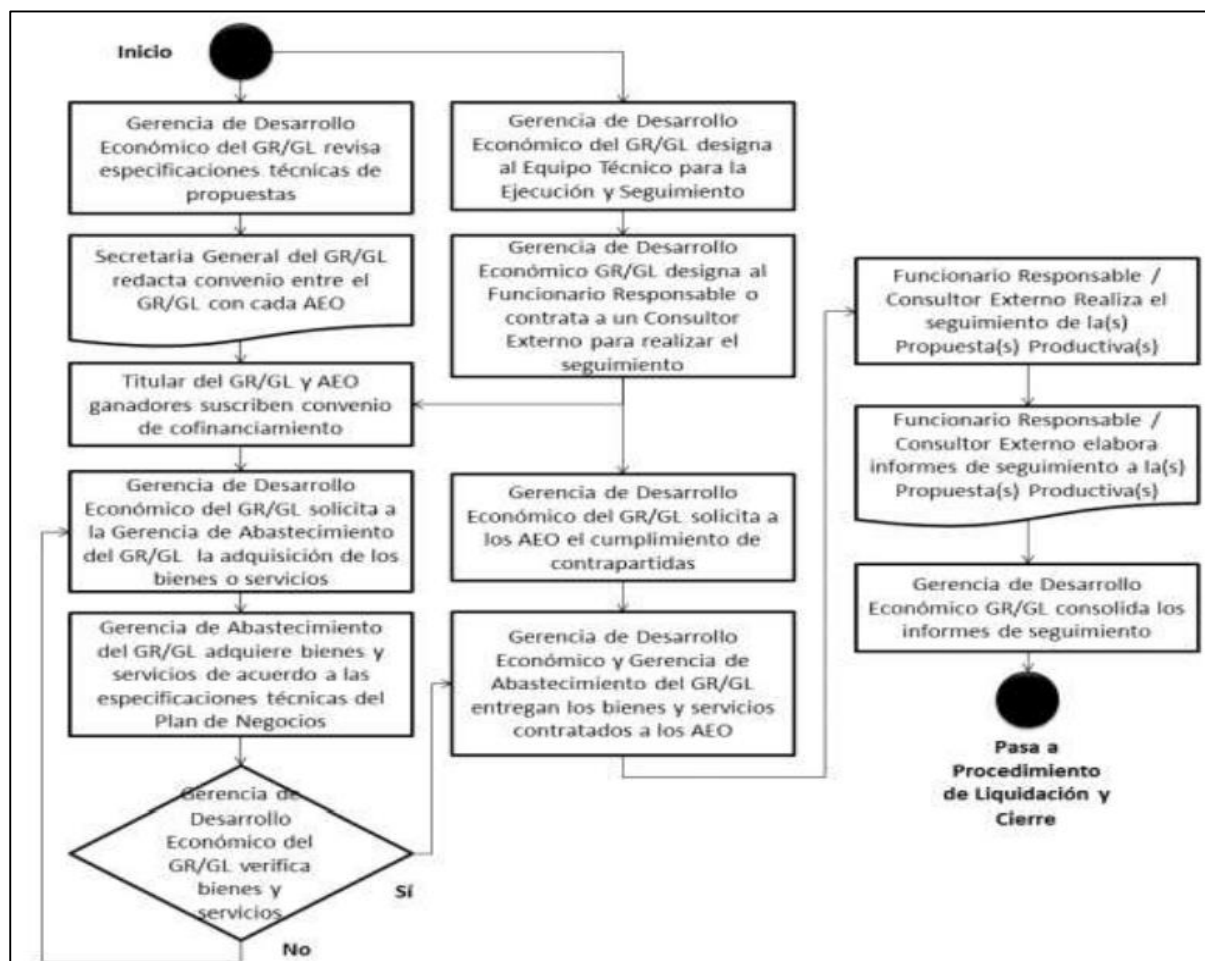 Inicio
Gerencia de Desarrollo
Económico del GR/GL revisa
especificaciones técnicas de
propuestas
Secretaria General del GR/GL
redacta convenio entre el
GR/GL con cada AEO
Titular del GR/GL y AEO
ganadores suscriben convenio
de cofinanciamiento
Gerencia de Desarrollo
Económico del GR/GL solicita a
la Gerencia de Abastecimiento
del GR/GL la adquisición de los
bienes o servicios
Gerencia de Abastecimiento
del GR/GL adquiere bienes y
servicios de acuerdo a las
especificaciones técnicas del
Plan de Negocios
Gerencia de
Desarrollo
Económico del
GR/GL verifica
bienes y
servicios
Sí
No
Gerencia de Desarrollo
Económico del GR/GL designa
al Equipo Técnico para la
Ejecución y Seguimiento
Gerencia de Desarrollo
Económico GR/GL designa al
Funcionario Responsable o
contrata a un Consultor
Externo para realizar el
seguimiento
Gerencia de Desarrollo
Económico del GR/GL solicita a
los AEO el cumplimiento de
contrapartidas
Gerencia de Desarrollo
Económico y Gerencia de
Abastecimiento del GR/GL
entregan los bienes y servicios
contratados a los AEO
Funcionario Responsable /
Consultor Externo Realiza el
seguimiento de la(s)
Propuesta(s) Productiva(s)
Funcionario Responsable /
Consultor Externo elabora
informes de seguimiento a la(s)
Propuesta(s) Productiva(s)
Gerencia de Desarrollo
Económico GR/GL consolida los
informes de seguimiento
Pasa a
Procedimiento
de Liquidación y
Cierre